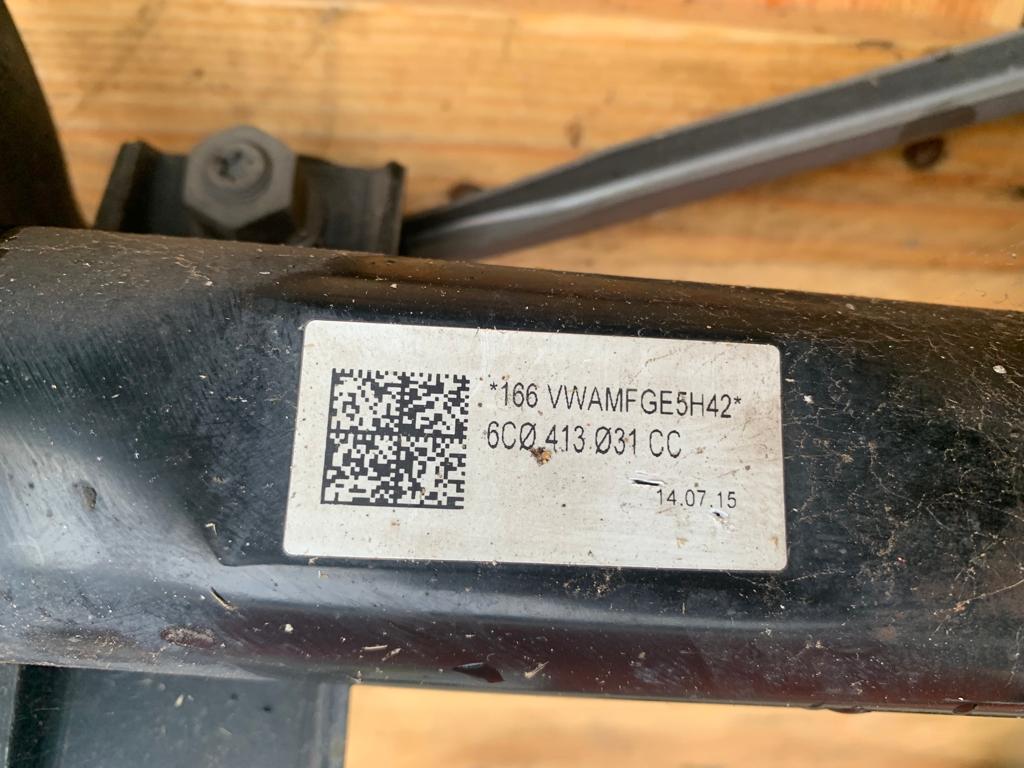 *166 VWAMFGE5H42*
6CØ 413 Ø31 CC
14.07.15